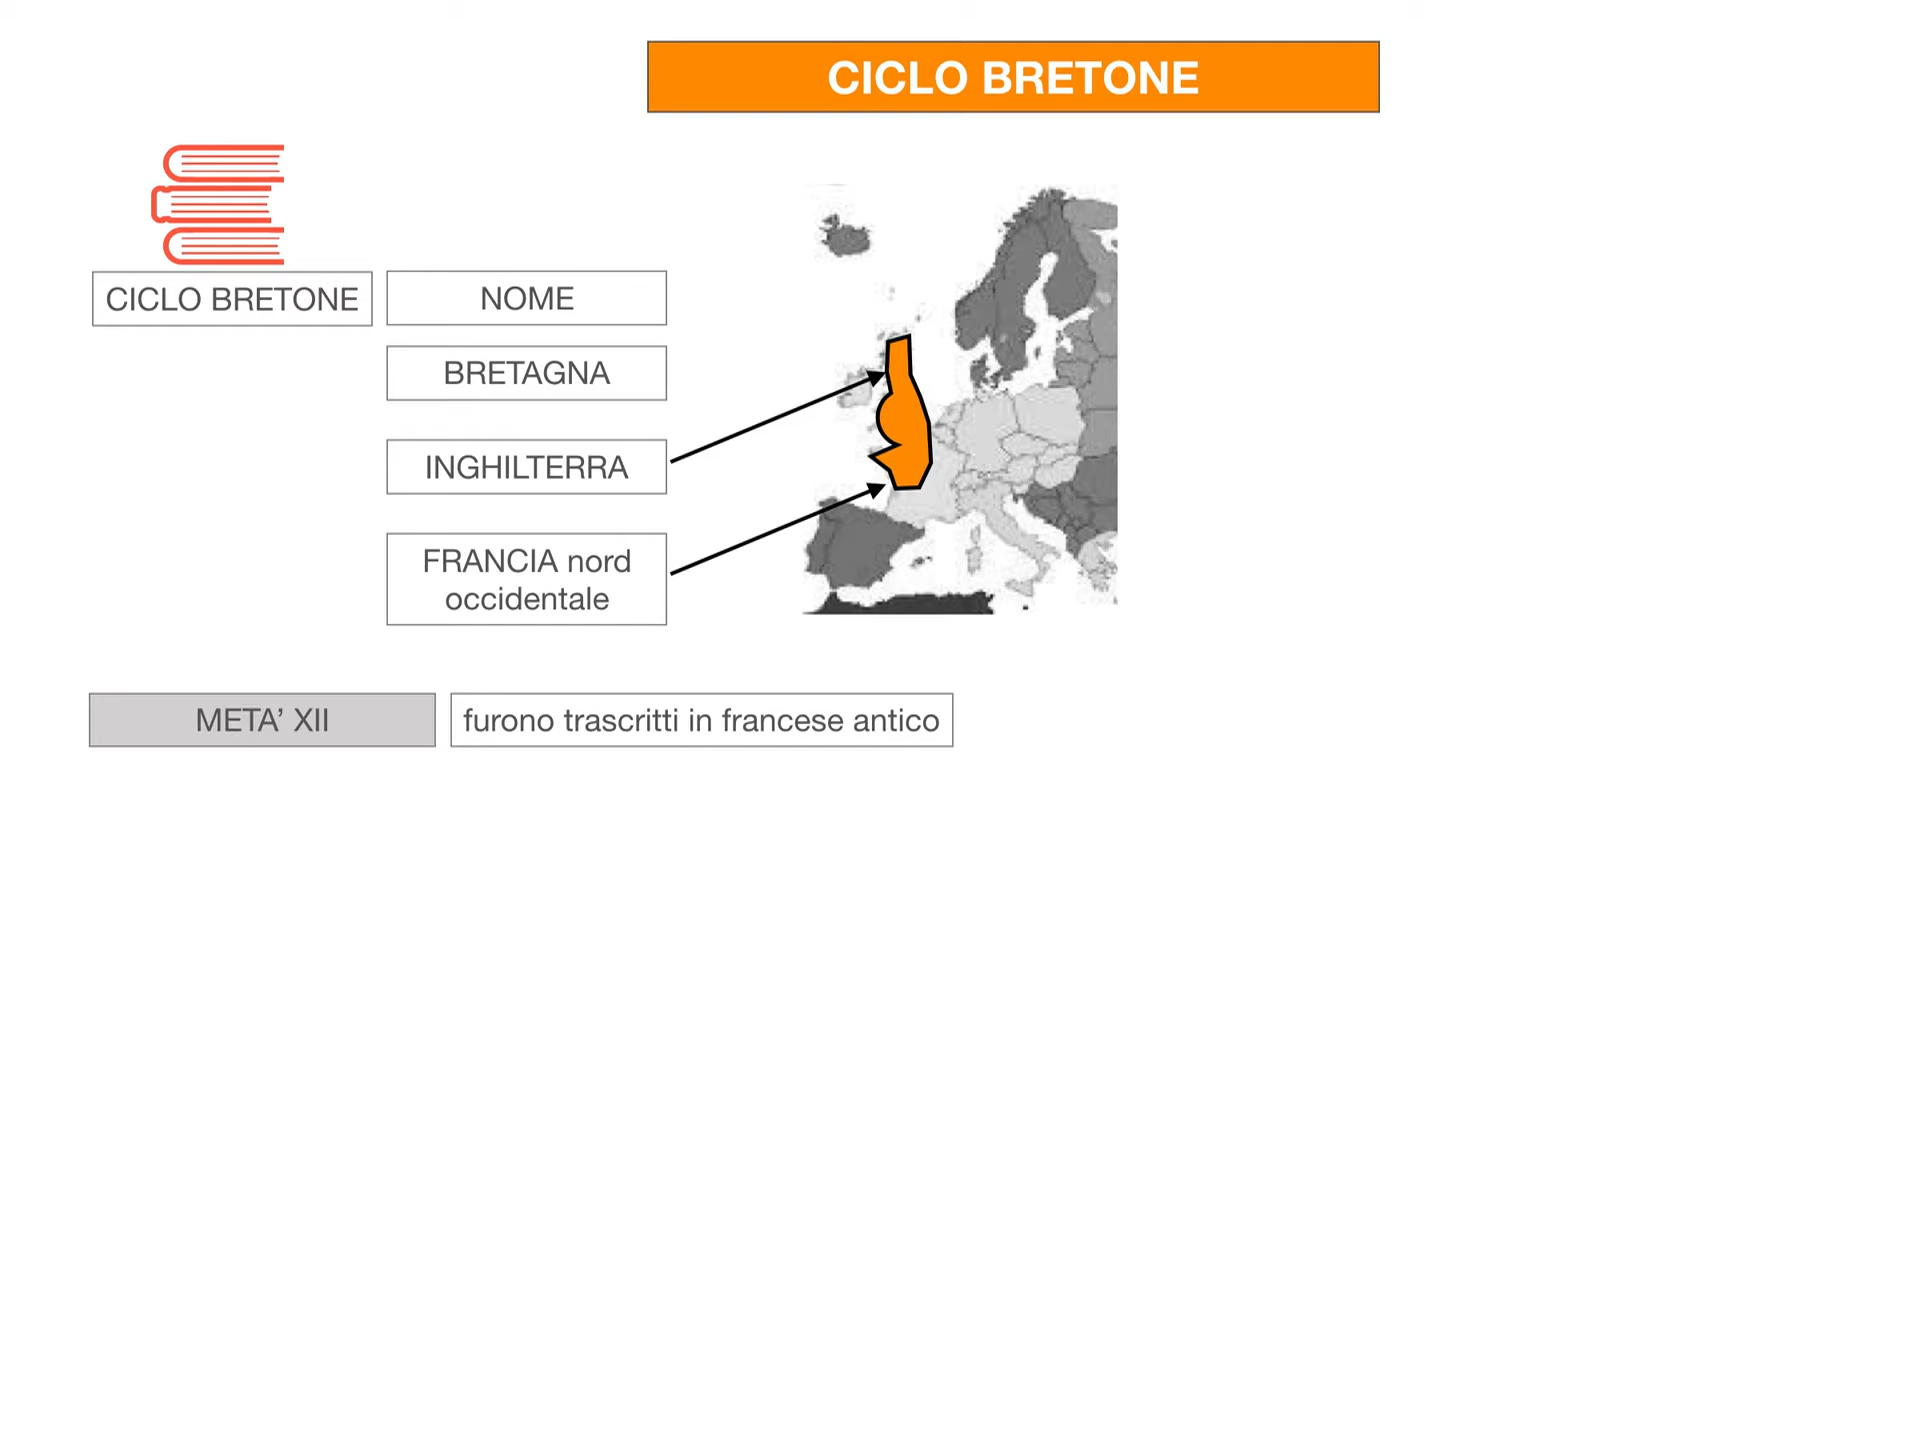 CICLO BRETONE
CICLO BRETONE
NOME
BRETAGNA
INGHILTERRA
FRANCIA nord
occidentale
META’ XII
furono trascritti in francese antico